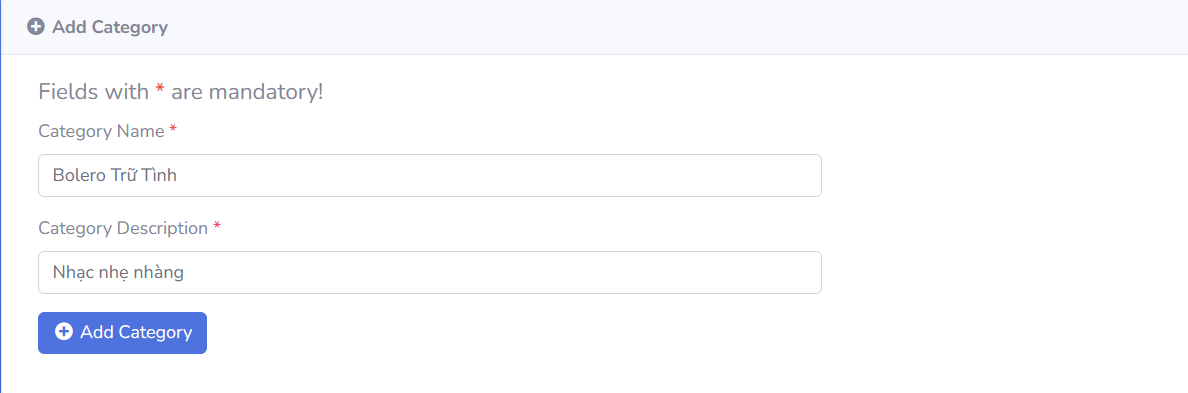 Add Category
Fields with * are mandatory!
Category Name *
Bolero Trữ Tình
Category Description *
Nhạc nhẹ nhàng
Add Category